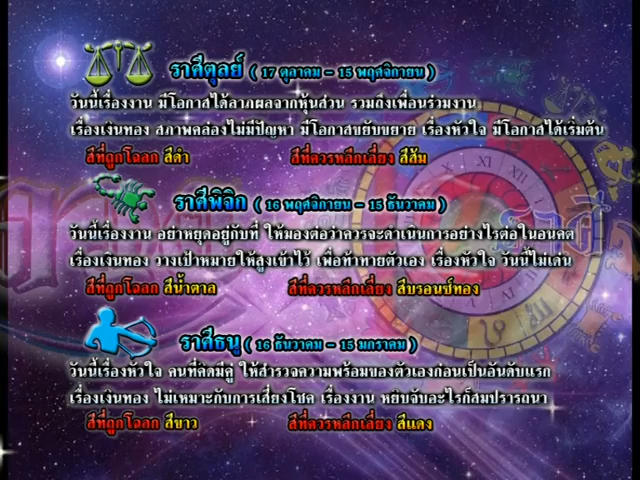 ราศีตุลย์ ( 17 ตุลาคม - 15 พฤศจิกายน )
วันนี้เรื่องงาน มีโอกาสได้ลาภผลจากหุ้นส่วน รวมถึงเพื่อนร่วมงาน
เรื่องเงินทอง สภาพคล่องไม่มีปัญหา มีโอกาสขยับขยาย เรื่องหัวใจ มีโอกาสได้เริ่มต้น
สีที่ถูกโฉลก สีดำ สีที่ควรหลีกเลี่ยง สีส้ม
ราศีพิจิก ( 16 พฤศจิกายน - 15 ธันวาคม )
วันนี้เรื่องงาน อย่าหยุดอยู่กับที่ ให้มองต่อว่าควรจะดำเนินการอย่างไรต่อในอนาคต
เรื่องเงินทอง วางเป้าหมายให้สูงเข้าไว้ เพื่อท้าทายตัวเอง เรื่องหัวใจ วันนี้ไม่เด่น
สีที่ถูกโฉลก สีน้ำตาล สีที่ควรหลีกเลี่ยง สีบรอนซ์ทอง
ราศีธนู ( 16 ธันวาคม - 15 มกราคม )
วันนี้เรื่องหัวใจ คนที่คิดมีคู่ ให้สำรวจความพร้อมของตัวเองก่อนเป็นอันดับแรก
เรื่องเงินทอง ไม่เหมาะกับการเสี่ยงโชค เรื่องงาน หยิบจับอะไรก็สมปรารถนา
สีที่ถูกโฉลก สีขาว สีที่ควรหลีกเลี่ยง สีแดง